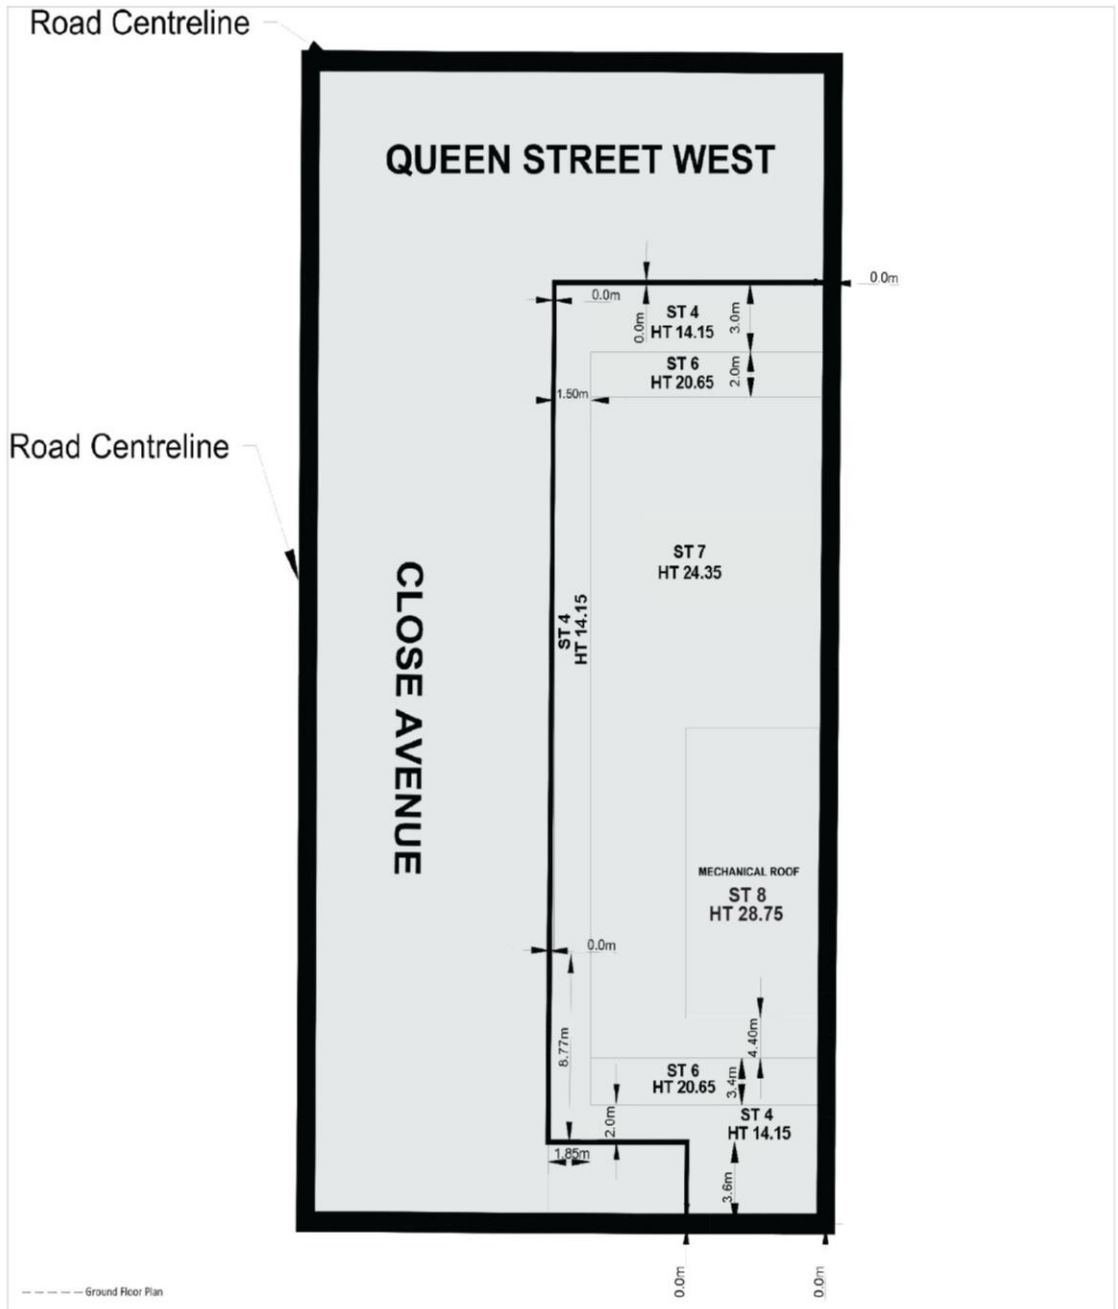 Road Centreline
QUEEN STREET WEST
0.0m
0.0m
0.0m
ST 4
HT 14.15
3.0m
ST 6
HT 20.65
2.0m
1.50m
Road Centreline
ST 7
HT 24.35
CLOSE AVENUE
ST 4
HT 14.15
MECHANICAL ROOF
ST 8
HT 28.75
0.0m
8.77m
4.40m
ST 6
HT 20.65
3.4m
2.0m
ST 4
HT 14.15
1.85m
3.6m
0.0m
0.0m
Ground Floor Plan